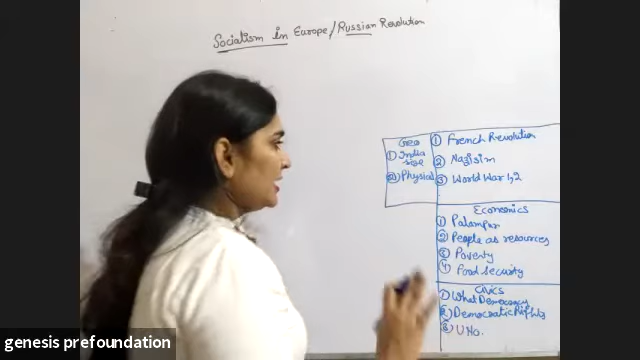 Socialism in Europe/Russian Revolution
Geo
① India size
② Physical
① French Revolution
② Nazism
③ World War 1,2
Economics
① Palampur
② People as resources
③ Poverty
④ Food Security
Civics
① What Democracy
② Democratic Rights
③
genesis prefoundation